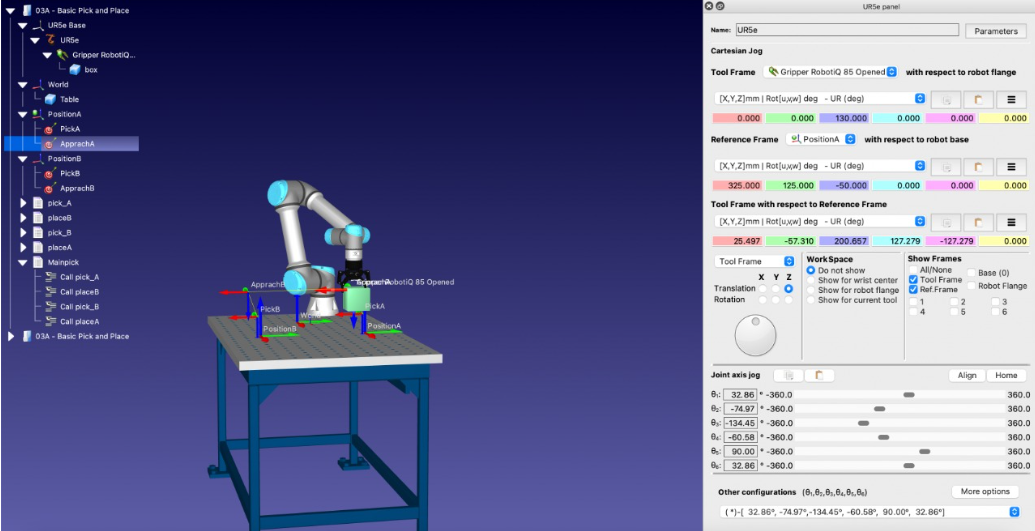 03A - Basic Pick and Place
UR5e Base
UR5e
Gripper RobotiQ...
box
World
Table
PositionA
PickA
ApprachA
PositionB
PickB
ApprachB
pick_A
placeB
pick_B
placeA
Mainpick
Call pick_A
Call placeB
Call pick_B
Call placeA
03A - Basic Pick and Place
ApprachB
RobotiQ 85 Opened
PickB
PickA
PositionB
PositionA
UR5e panel
Name: UR5e Parameters
Cartesian Jog
Tool Frame Gripper RobotiQ 85 Opened with respect to robot flange
[X,Y,Z]mm | Rot[u,v,w] deg - UR (deg)
0.000 0.000 130.000 0.000 0.000 0.000
Reference Frame PositionA with respect to robot base
[X,Y,Z]mm | Rot[u,v,w] deg - UR (deg)
325.000 125.000 -50.000 0.000 0.000 0.000
Tool Frame with respect to Reference Frame
[X,Y,Z]mm | Rot[u,v,w] deg - UR (deg)
25.497 -57.310 200.657 127.279 -127.279 0.000
Tool Frame
X Y Z
Translation
Rotation
WorkSpace
Do not show
Show for wrist center
Show for robot flange
Show for current tool
Show Frames
All/None Base (0)
Tool Frame Robot Flange
Ref.Frame
1 2 3
4 5 6
Joint axis jog Align Home
θ₁: 32.86 ° -360.0 360.0
θ₂: -74.97 ° -360.0 360.0
θ₃: -134.45 ° -360.0 360.0
θ₄: -60.58 ° -360.0 360.0
θ₅: 90.00 ° -360.0 360.0
θ₆: 32.86 ° -360.0 360.0
Other configurations (θ₁,θ₂,θ₃,θ₄,θ₅,θ₆) More options
(*)-[ 32.86°, -74.97°,-134.45°, -60.58°, 90.00°, 32.86°]